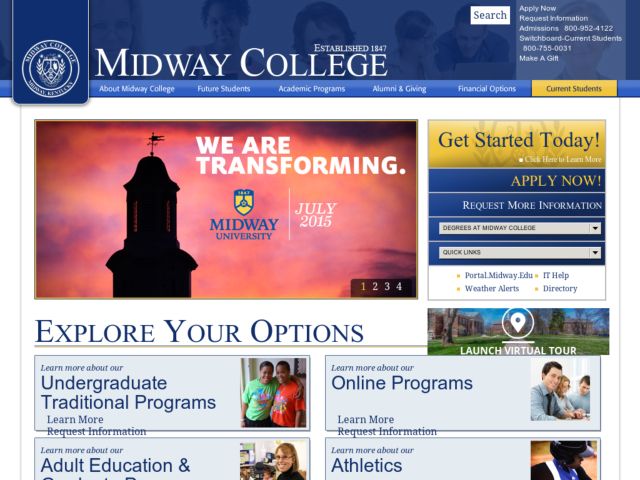 Search
Apply Now
Request Information
Admissions 800-952-4122
Switchboard-Current Students
800-755-0031
Make A Gift
MIDWAY COLLEGE
MIDWAY, KENTUCKY
ESTABLISHED 1847
MIDWAY COLLEGE
About Midway College
Future Students
Academic Programs
Alumni & Giving
Financial Options
Current Students
WE ARE
TRANSFORMING.
1847
MIDWAY
UNIVERSITY
JULY
2015
1 2 3 4
Get Started Today!
Click Here to Learn More
APPLY NOW!
REQUEST MORE INFORMATION
DEGREES AT MIDWAY COLLEGE
QUICK LINKS
Portal.Midway.Edu
IT Help
Weather Alerts
Directory
LAUNCH VIRTUAL TOUR
EXPLORE YOUR OPTIONS
Learn more about our
Undergraduate
Traditional Programs
Learn More
Request Information
Learn more about our
Online Programs
Learn More
Request Information
Learn more about our
Adult Education &
Learn more about our
Athletics